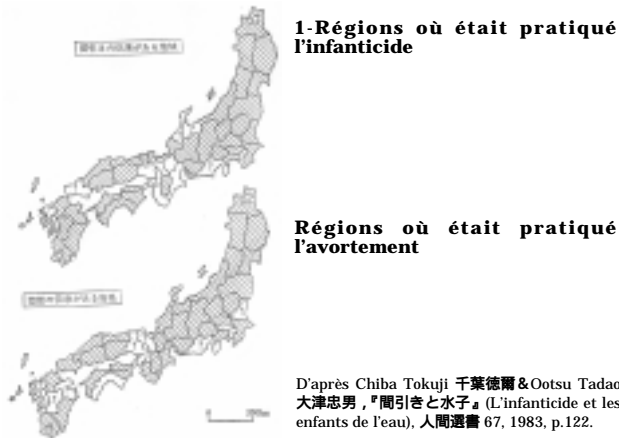 1-Régions où était pratiqué
l'infanticide
Régions où était pratiqué
l'avortement
D'après Chiba Tokuji 千葉徳爾&Ootsu Tadao
大津忠男,『間引きと水子』(L'infanticide et les
enfants de l'eau), 人間選書 67, 1983, p.122.